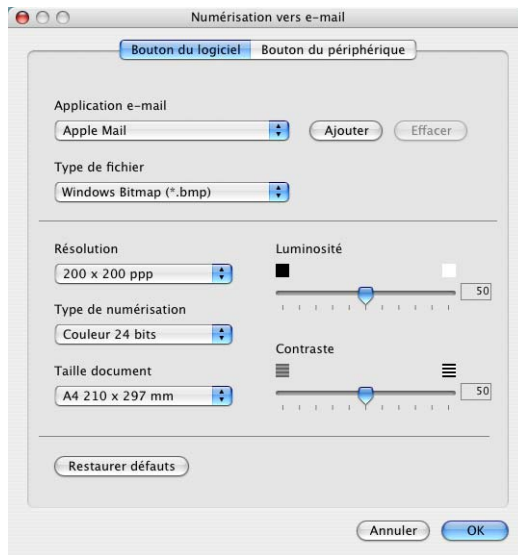 Numérisation vers e-mail
Bouton du logiciel Bouton du périphérique
Application e-mail
Apple Mail Ajouter Effacer
Type de fichier
Windows Bitmap (*.bmp)
Résolution Luminosité
200 x 200 ppp
50
Type de numérisation
Couleur 24 bits
Contraste
Taille document
A4 210 x 297 mm 50
Restaurer défauts
Annuler OK